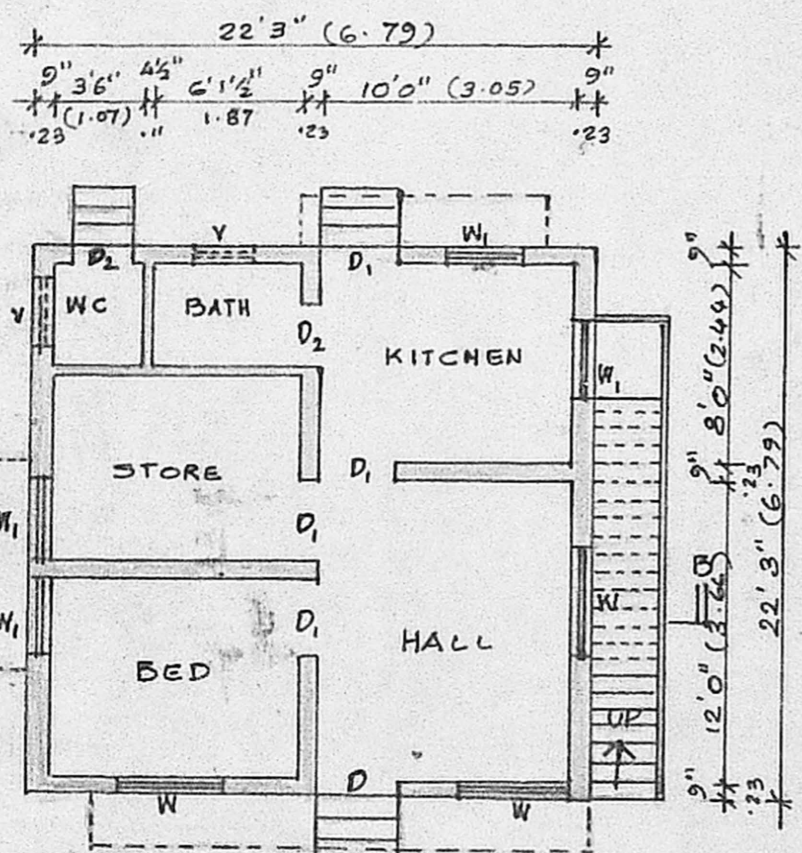 22'3" (6.79)
9" 3'6" 4½" 6'1½" 9" 10'0" (3.05) 9"
.23 (1.07) .11 1.87 .23 .23
V W1
D2 D1
V WC BATH
D2
KITCHEN
W1
STORE D1
W1 D1
W1 D1
BED HALL
W
UP
W D W
B
9" 8'0" (2.44) 9" .23 12'0" (3.66) 9" .23
22'3" (6.79)